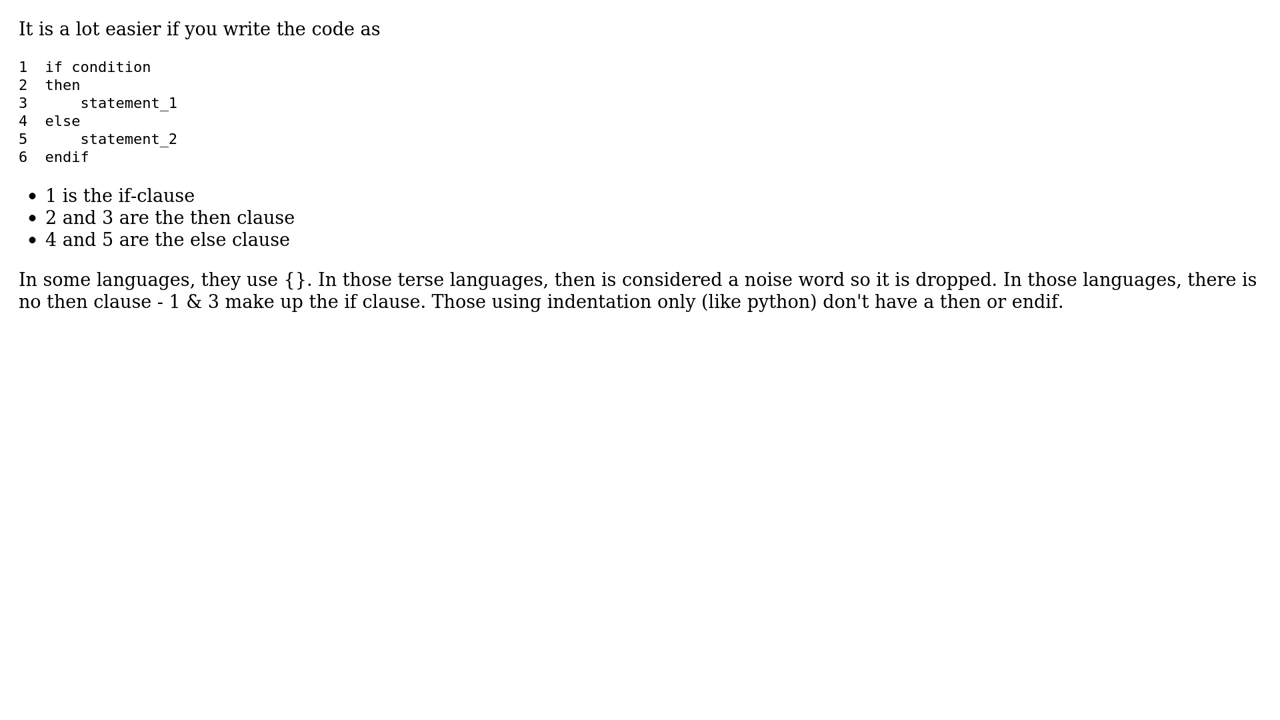 It is a lot easier if you write the code as
1  if condition
2  then
3      statement_1
4  else
5      statement_2
6  endif
• 1 is the if-clause
• 2 and 3 are the then clause
• 4 and 5 are the else clause
In some languages, they use {}. In those terse languages, then is considered a noise word so it is dropped. In those languages, there is
no then clause - 1 & 3 make up the if clause. Those using indentation only (like python) don't have a then or endif.